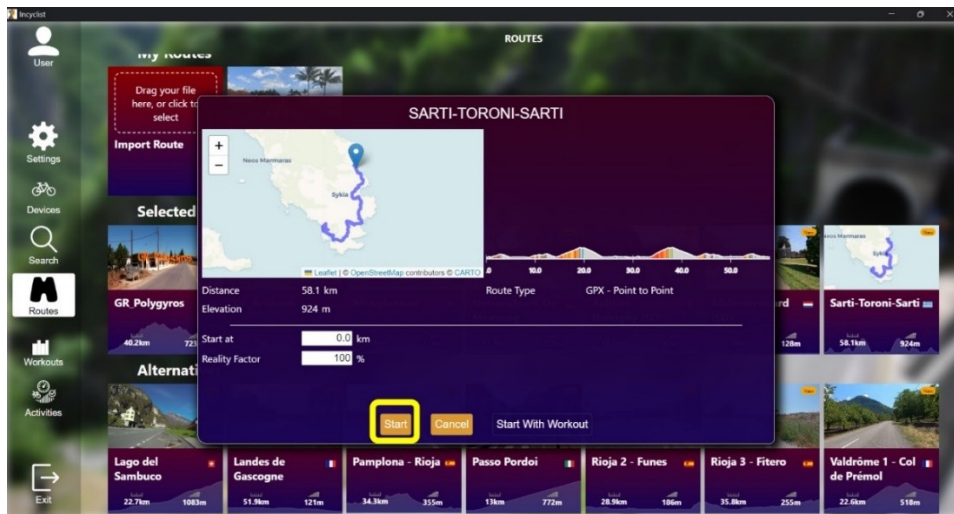 Incyclist
User
Settings
Devices
Search
Routes
Workouts
Activities
Exit
ROUTES
My Routes
Drag your file
here, or click to
select
Import Route
Selected
GR_Polygyros
40.2km
Sarti-Toroni-Sarti
58.1km 924m
128m
Alternati
SARTI-TORONI-SARTI
+
−
Neos Marmaras
Sykia
Leaflet | © OpenStreetMap contributors © CARTO
.0 10.0 20.0 30.0 40.0 50.0
Distance 58.1 km
Elevation 924 m
Route Type GPX - Point to Point
Start at 0.0 km
Reality Factor 100 %
Start Cancel Start With Workout
Lago del
Sambuco
22.7km 1083m
Landes de
Gascogne
51.9km 121m
Pamplona - Rioja
34.3km 355m
Passo Pordoi
13km 772m
Rioja 2 - Funes
28.9km 186m
Rioja 3 - Fitero
35.8km 255m
Valdrôme 1 - Col
de Prémol
22.6km 518m